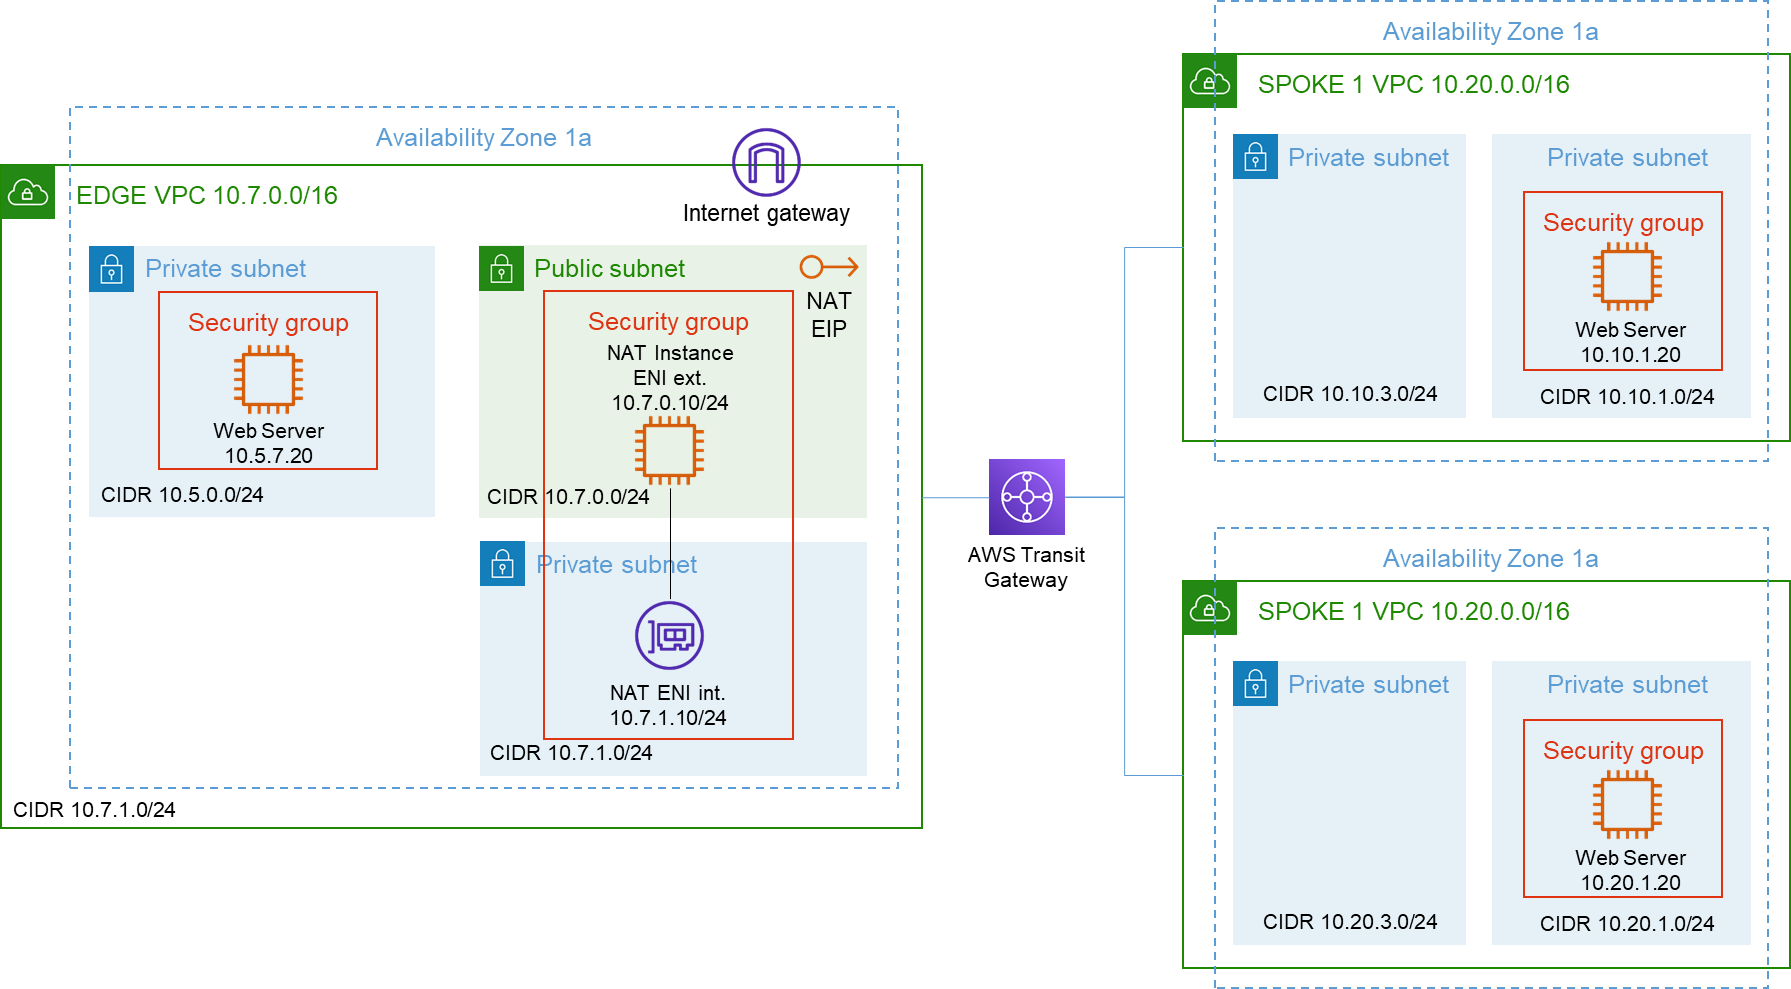 Availability Zone 1a
EDGE VPC 10.7.0.0/16
Internet gateway
Private subnet
Security group
Web Server
10.5.7.20
CIDR 10.5.0.0/24
Public subnet
NAT
EIP
Security group
NAT Instance
ENI ext.
10.7.0.10/24
CIDR 10.7.0.0/24
Private subnet
NAT ENI int.
10.7.1.10/24
CIDR 10.7.1.0/24
CIDR 10.7.1.0/24
AWS Transit
Gateway
Availability Zone 1a
SPOKE 1 VPC 10.20.0.0/16
Private subnet
CIDR 10.10.3.0/24
Private subnet
Security group
Web Server
10.10.1.20
CIDR 10.10.1.0/24
Availability Zone 1a
SPOKE 1 VPC 10.20.0.0/16
Private subnet
CIDR 10.20.3.0/24
Private subnet
Security group
Web Server
10.20.1.20
CIDR 10.20.1.0/24